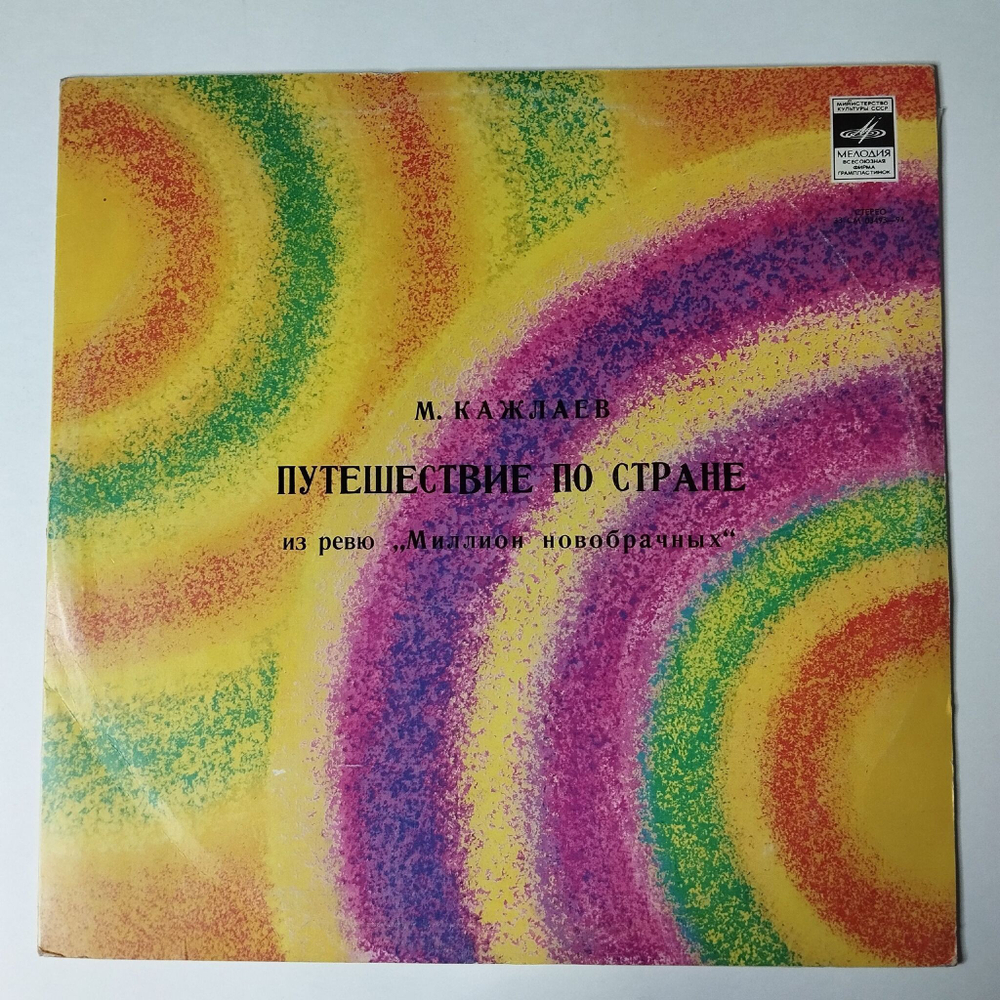 МИНИСТЕРСТВО
КУЛЬТУРЫ СССР
МЕЛОДИЯ
ВСЕСОЮЗНАЯ
ФИРМА
ГРАМПЛАСТИНОК
СТЕРЕО
М. КАЖЛАЕВ
ПУТЕШЕСТВИЕ ПО СТРАНЕ
из ревю „Миллион новобрачных“